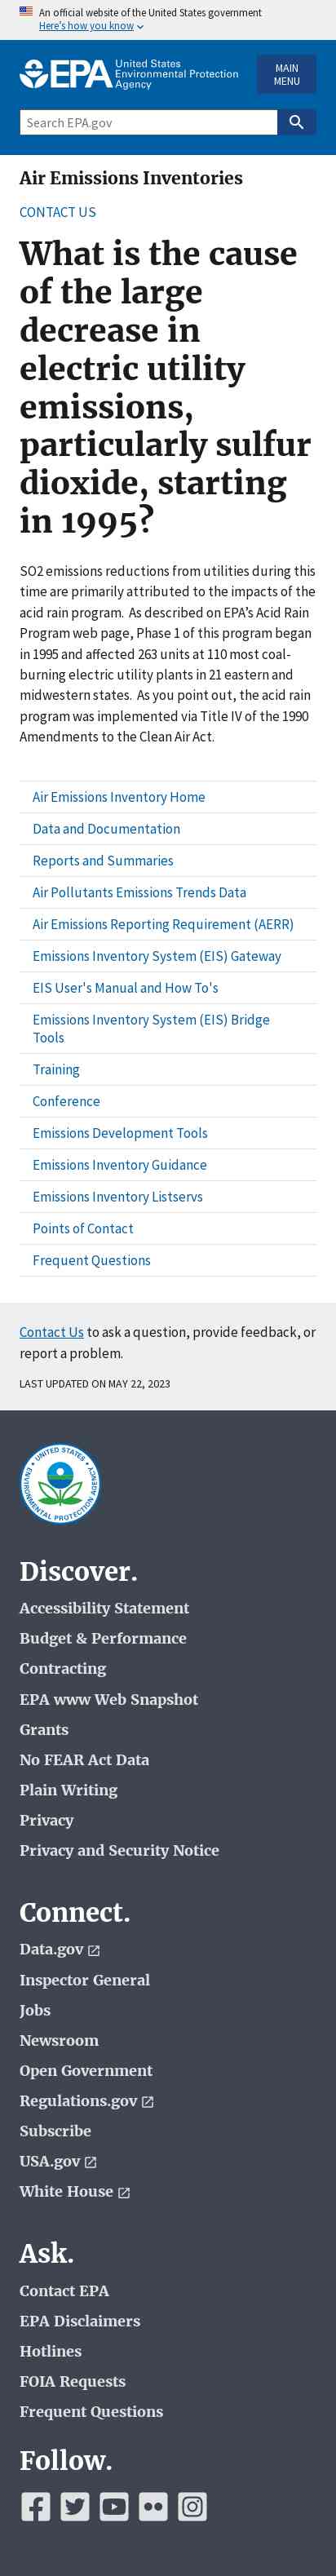 An official website of the United States government
Here's how you know
EPA United States
Environmental Protection
Agency
MAIN
MENU
Search EPA.gov
Air Emissions Inventories
CONTACT US
What is the cause
of the large
decrease in
electric utility
emissions,
particularly sulfur
dioxide, starting
in 1995?
SO2 emissions reductions from utilities during this
time are primarily attributed to the impacts of the
acid rain program.  As described on EPA's Acid Rain
Program web page, Phase 1 of this program began
in 1995 and affected 263 units at 110 most coal-
burning electric utility plants in 21 eastern and
midwestern states.  As you point out, the acid rain
program was implemented via Title IV of the 1990
Amendments to the Clean Air Act.
Air Emissions Inventory Home
Data and Documentation
Reports and Summaries
Air Pollutants Emissions Trends Data
Air Emissions Reporting Requirement (AERR)
Emissions Inventory System (EIS) Gateway
EIS User's Manual and How To's
Emissions Inventory System (EIS) Bridge
Tools
Training
Conference
Emissions Development Tools
Emissions Inventory Guidance
Emissions Inventory Listservs
Points of Contact
Frequent Questions
Contact Us to ask a question, provide feedback, or
report a problem.
LAST UPDATED ON MAY 22, 2023
UNITED STATES
ENVIRONMENTAL PROTECTION AGENCY
Discover.
Accessibility Statement
Budget & Performance
Contracting
EPA www Web Snapshot
Grants
No FEAR Act Data
Plain Writing
Privacy
Privacy and Security Notice
Connect.
Data.gov
Inspector General
Jobs
Newsroom
Open Government
Regulations.gov
Subscribe
USA.gov
White House
Ask.
Contact EPA
EPA Disclaimers
Hotlines
FOIA Requests
Frequent Questions
Follow.